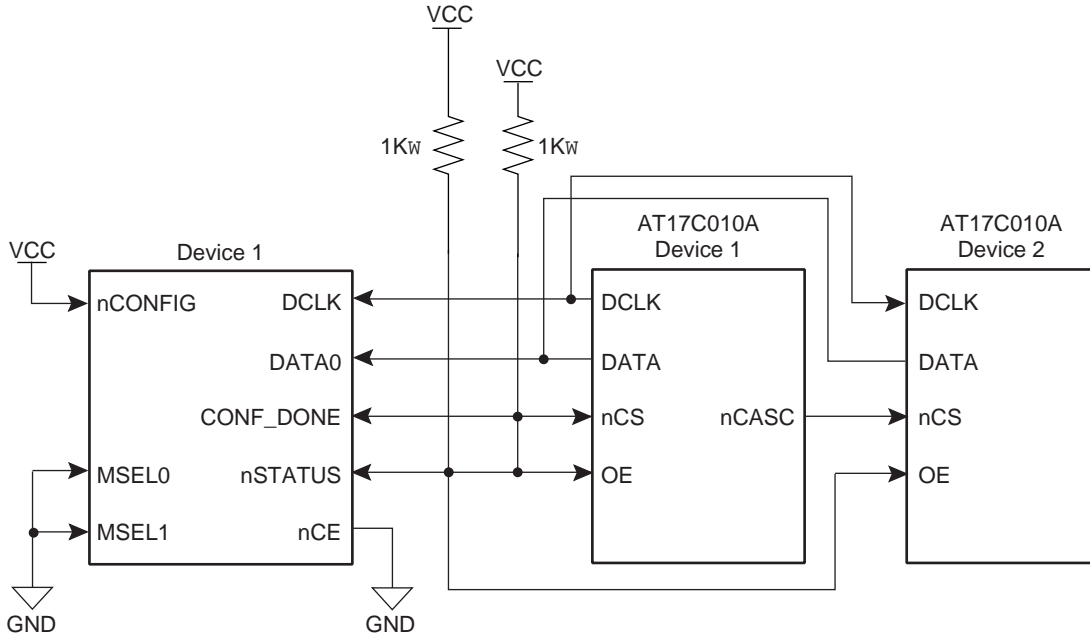 VCC
VCC
1KW
1KW
AT17C010A
Device 1
AT17C010A
Device 2
VCC
Device 1
nCONFIG
DCLK
DCLK
DCLK
DATA0
DATA
DATA
CONF_DONE
nCS
nCASC
nCS
MSEL0
nSTATUS
OE
OE
MSEL1
nCE
GND
GND